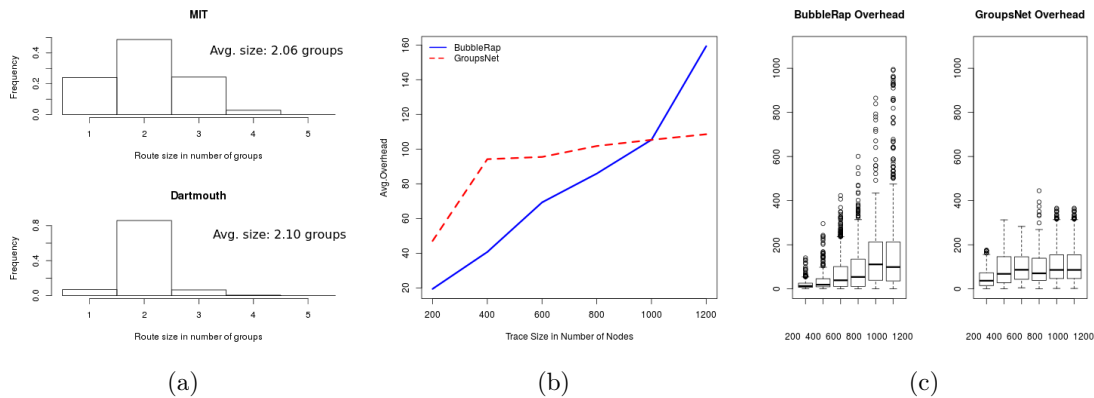 MIT
Avg. size: 2.06 groups
Frequency
0.0 0.2 0.4
1 2 3 4 5
Route size in number of groups
Dartmouth
Avg. size: 2.10 groups
Frequency
0.0 0.4 0.8
1 2 3 4 5
Route size in number of groups
(a)
BubbleRap
GroupsNet
Avg.Overhead
20 40 60 80 100 120 140 160
200 400 600 800 1000 1200
Trace Size in Number of Nodes
(b)
BubbleRap Overhead
0 200 400 600 800 1000
200 400 600 800 1000 1200
GroupsNet Overhead
0 200 400 600 800 1000
200 400 600 800 1000 1200
(c)